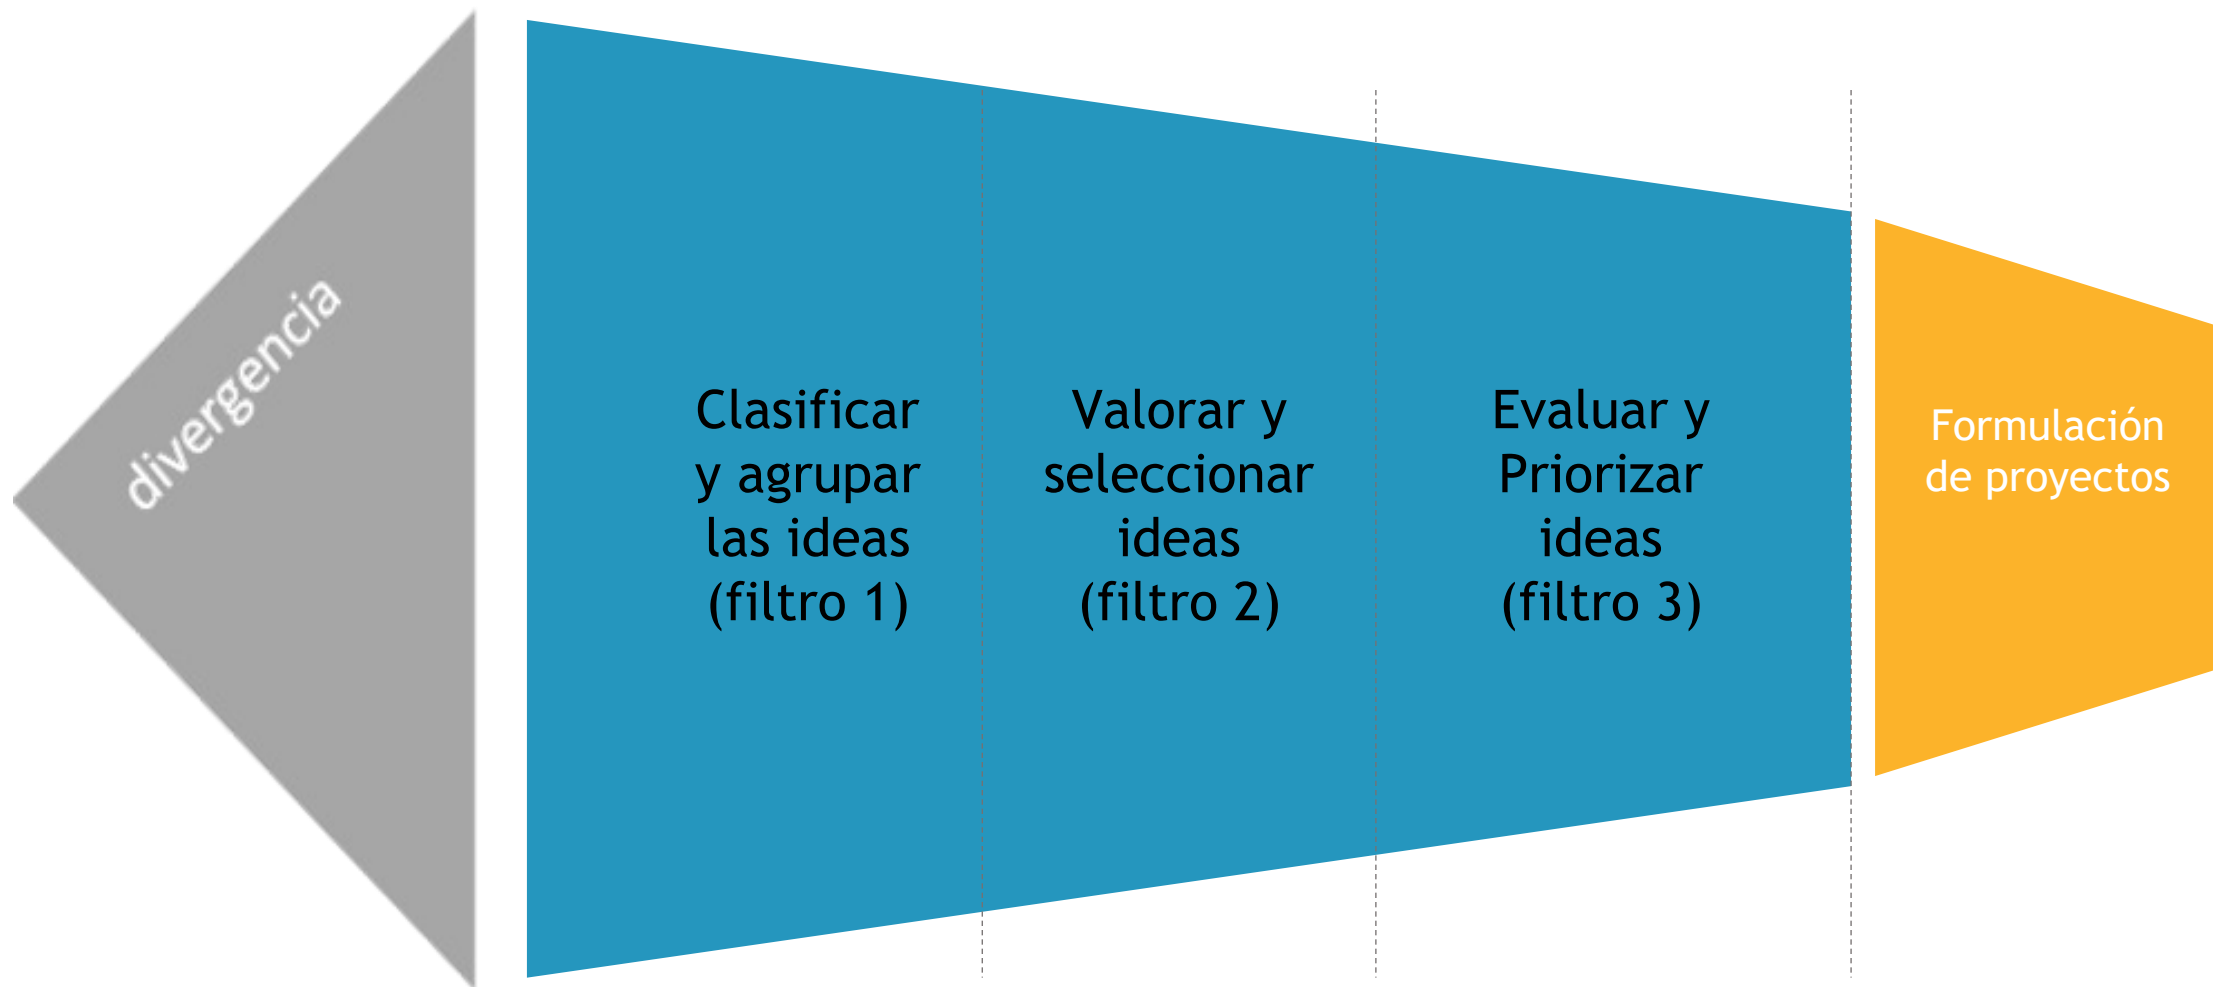 divergencia
Clasificar
y agrupar
las ideas
(filtro 1)
Valorar y
seleccionar
ideas
(filtro 2)
Evaluar y
Priorizar
ideas
(filtro 3)
Formulación
de proyectos